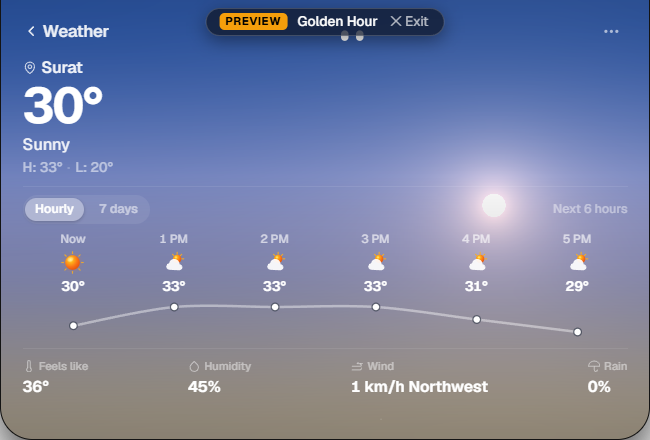 PREVIEW Golden Hour Exit
Weather
Surat
30°
Sunny
H: 33° · L: 20°
Hourly 7 days Next 6 hours
Now 1 PM 2 PM 3 PM 4 PM 5 PM
30° 33° 33° 33° 31° 29°
Feels like Humidity Wind Rain
36° 45% 1 km/h Northwest 0%